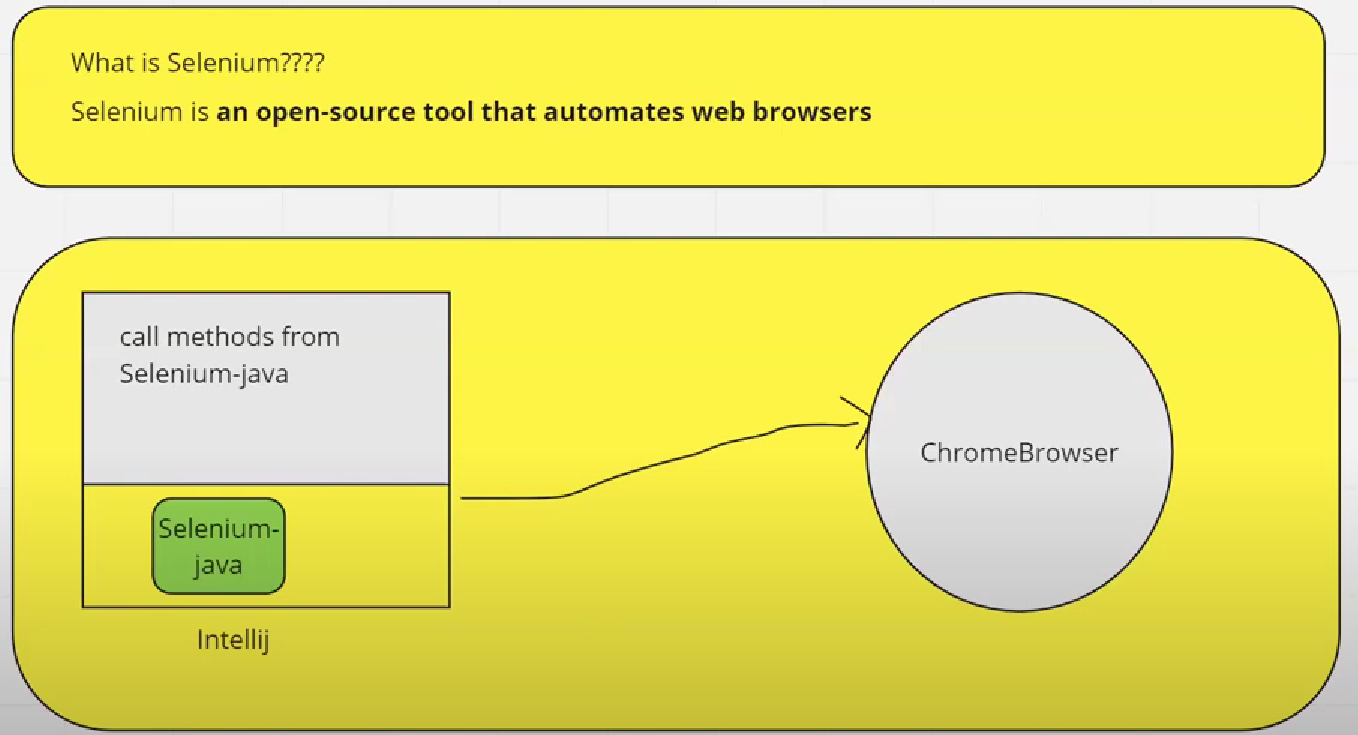 What is Selenium????
Selenium is an open-source tool that automates web browsers
call methods from
Selenium-java
ChromeBrowser
Selenium-
java
Intellij